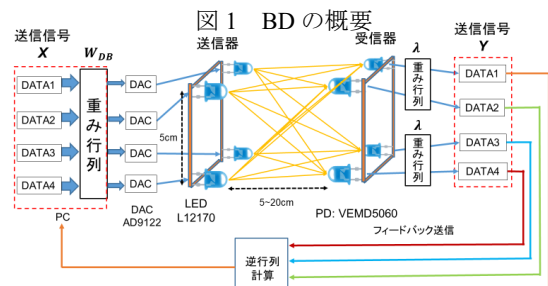 図1 BDの概要
送信信号
X
W_{DB}
送信器
受信器
λ
送信信号
Y
DATA1
DATA2
DATA3
DATA4
重み行列
DAC
DAC
DAC
DAC
5cm
5~20cm
重み行列
λ
重み行列
DATA1
DATA2
DATA3
DATA4
PC
DAC
AD9122
LED
L12170
PD: VEMD5060
フィードバック送信
逆行列
計算